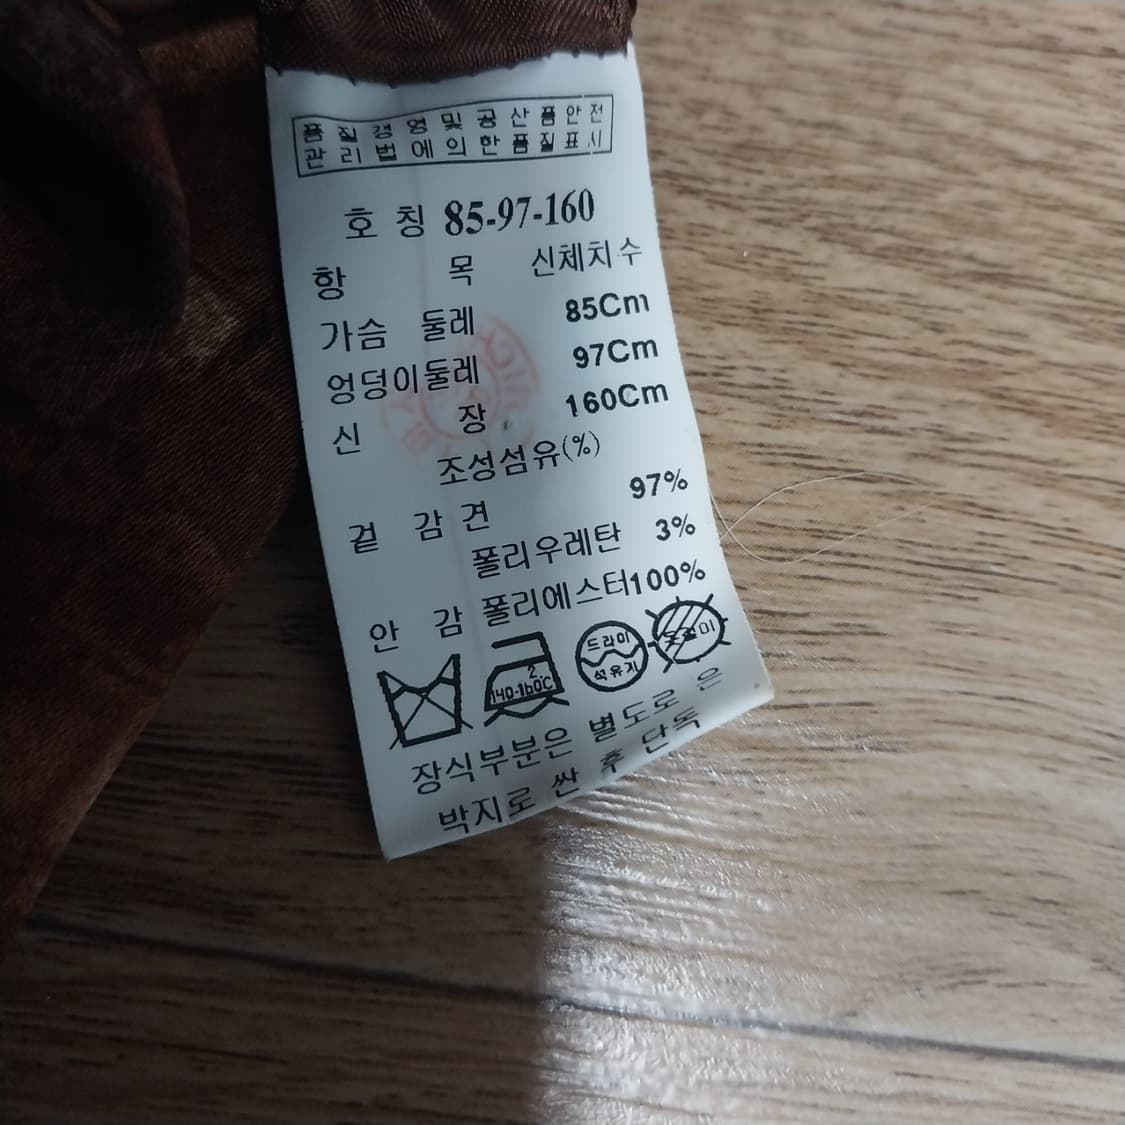 품질경영및공산품안전
관리법에의한품질표시
호칭 85-97-160
항목 신체치수
가슴둘레 85Cm
엉덩이둘레 97Cm
신장 160Cm
조성섬유(%)
겉감 견 97%
폴리우레탄 3%
안감 폴리에스터100%
2.
140-160℃
드라이
석유계
장식부분은 별도로 은
박지로 싼 후 단독